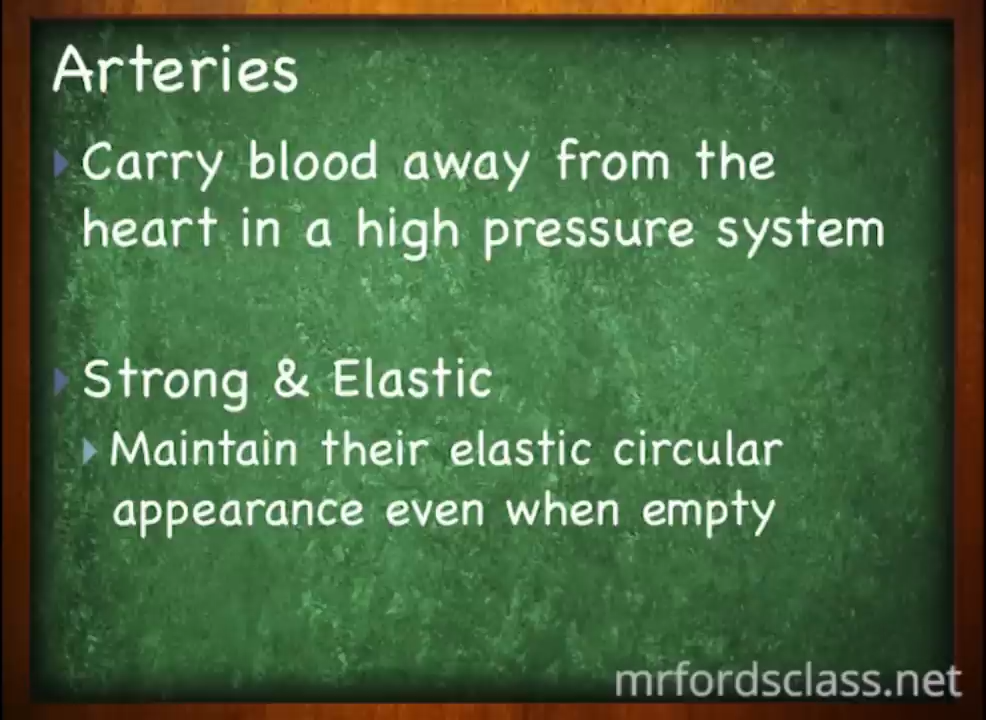 Arteries
Carry blood away from the
heart in a high pressure system
Strong & Elastic
Maintain their elastic circular
appearance even when empty
mrfordsclass.net